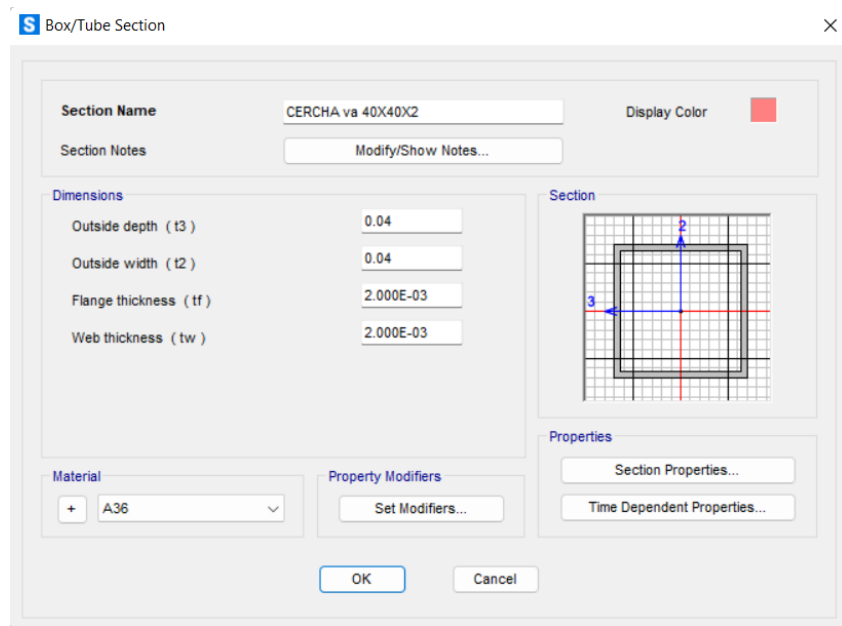 S Box/Tube Section
Section Name CERCHA va 40X40X2 Display Color
Section Notes Modify/Show Notes...
Dimensions
Outside depth ( t3 ) 0.04
Outside width ( t2 ) 0.04
Flange thickness ( tf ) 2.000E-03
Web thickness ( tw ) 2.000E-03
Section
2
3
Properties
Section Properties...
Time Dependent Properties...
Material
+ A36
Property Modifiers
Set Modifiers...
OK Cancel